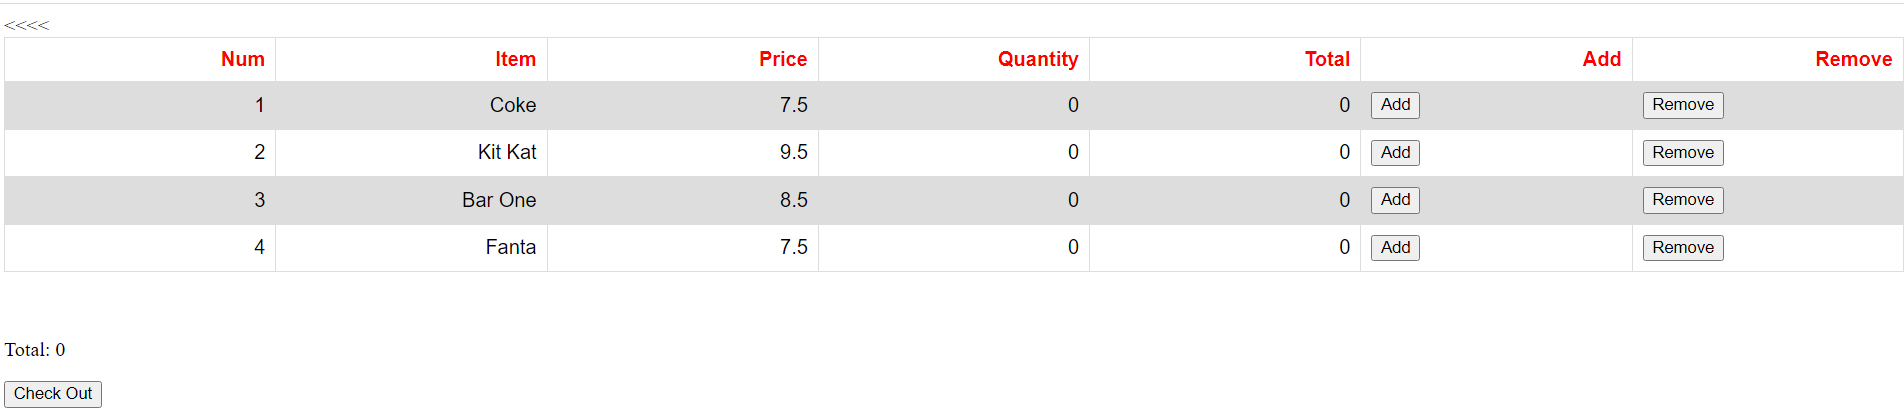 <<<<
Num Item Price Quantity Total Add Remove
1 Coke 7.5 0 0 Add Remove
2 Kit Kat 9.5 0 0 Add Remove
3 Bar One 8.5 0 0 Add Remove
4 Fanta 7.5 0 0 Add Remove
Total: 0
Check Out